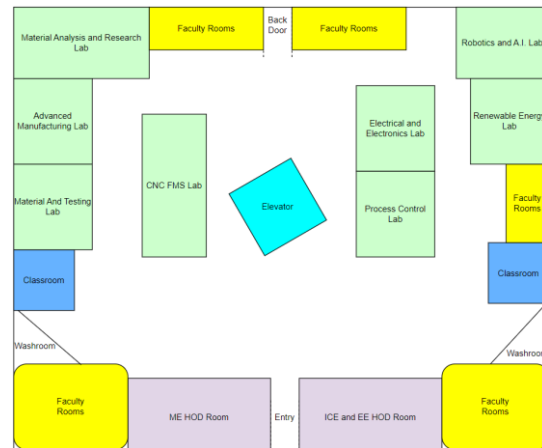 Material Analysis and Research
Lab
Faculty Rooms
Back
Door
Faculty Rooms
Robotics and A.I. Lab
Advanced
Manufacturing Lab
Electrical and
Electronics Lab
Renewable Energy
Lab
Material And Testing
Lab
CNC FMS Lab
Elevator
Process Control
Lab
Faculty
Rooms
Classroom
Classroom
Washroom
Washroom
Faculty
Rooms
ME HOD Room
Entry
ICE and EE HOD Room
Faculty
Rooms